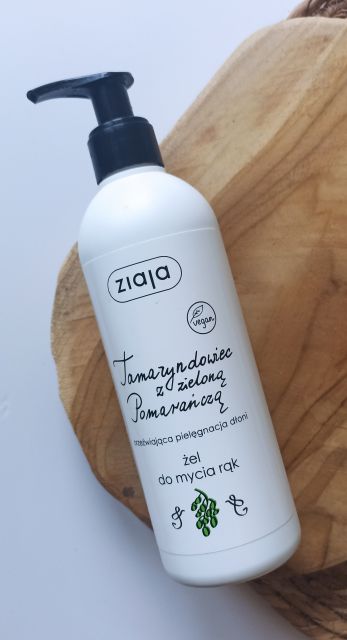 ziaja
vegan
Tamaryndowiec
z zieloną
Pomarańczą
orzeźwiająca pielęgnacja dłoni
żel
do mycia rąk